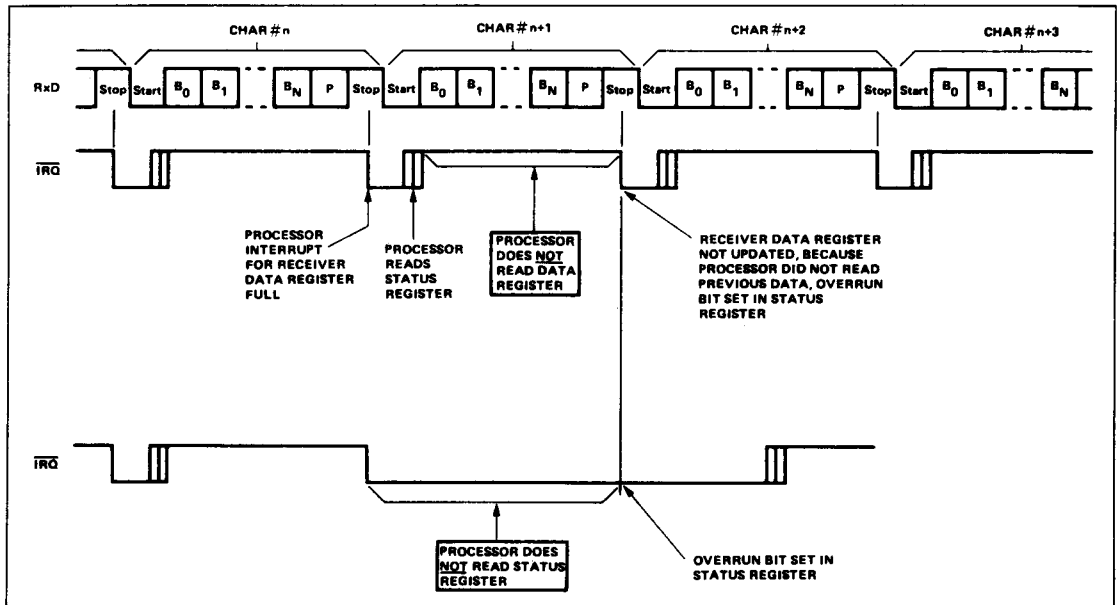 CHAR#n CHAR#n+1 CHAR#n+2 CHAR#n+3
RxD Stop Start B0 B1 BN P Stop Start B0 B1 BN P Stop Start B0 B1 BN P Stop Start B0 B1 BN
IRQ
PROCESSOR
INTERRUPT
FOR RECEIVER
DATA REGISTER
FULL
PROCESSOR
READS
STATUS
REGISTER
PROCESSOR
DOES NOT
READ DATA
REGISTER
RECEIVER DATA REGISTER
NOT UPDATED, BECAUSE
PROCESSOR DID NOT READ
PREVIOUS DATA, OVERRUN
BIT SET IN STATUS
REGISTER
IRQ
PROCESSOR DOES
NOT READ STATUS
REGISTER
OVERRUN BIT SET IN
STATUS REGISTER